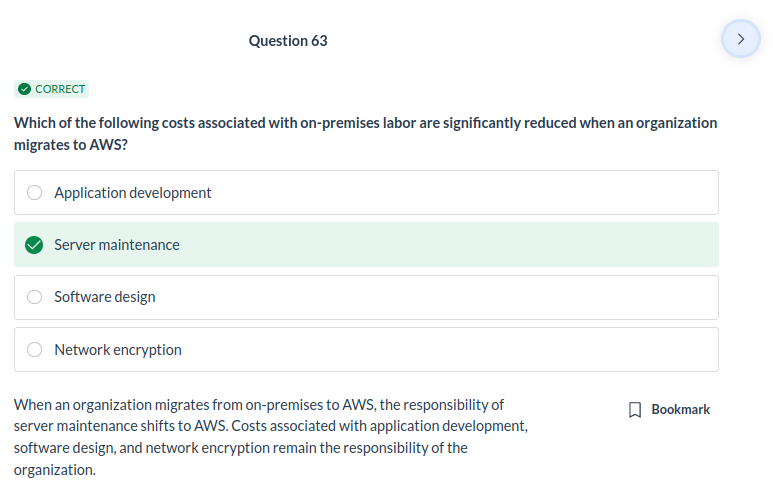 Question 63
CORRECT
Which of the following costs associated with on-premises labor are significantly reduced when an organization
migrates to AWS?
Application development
Server maintenance
Software design
Network encryption
When an organization migrates from on-premises to AWS, the responsibility of
server maintenance shifts to AWS. Costs associated with application development,
software design, and network encryption remain the responsibility of the
organization.
Bookmark